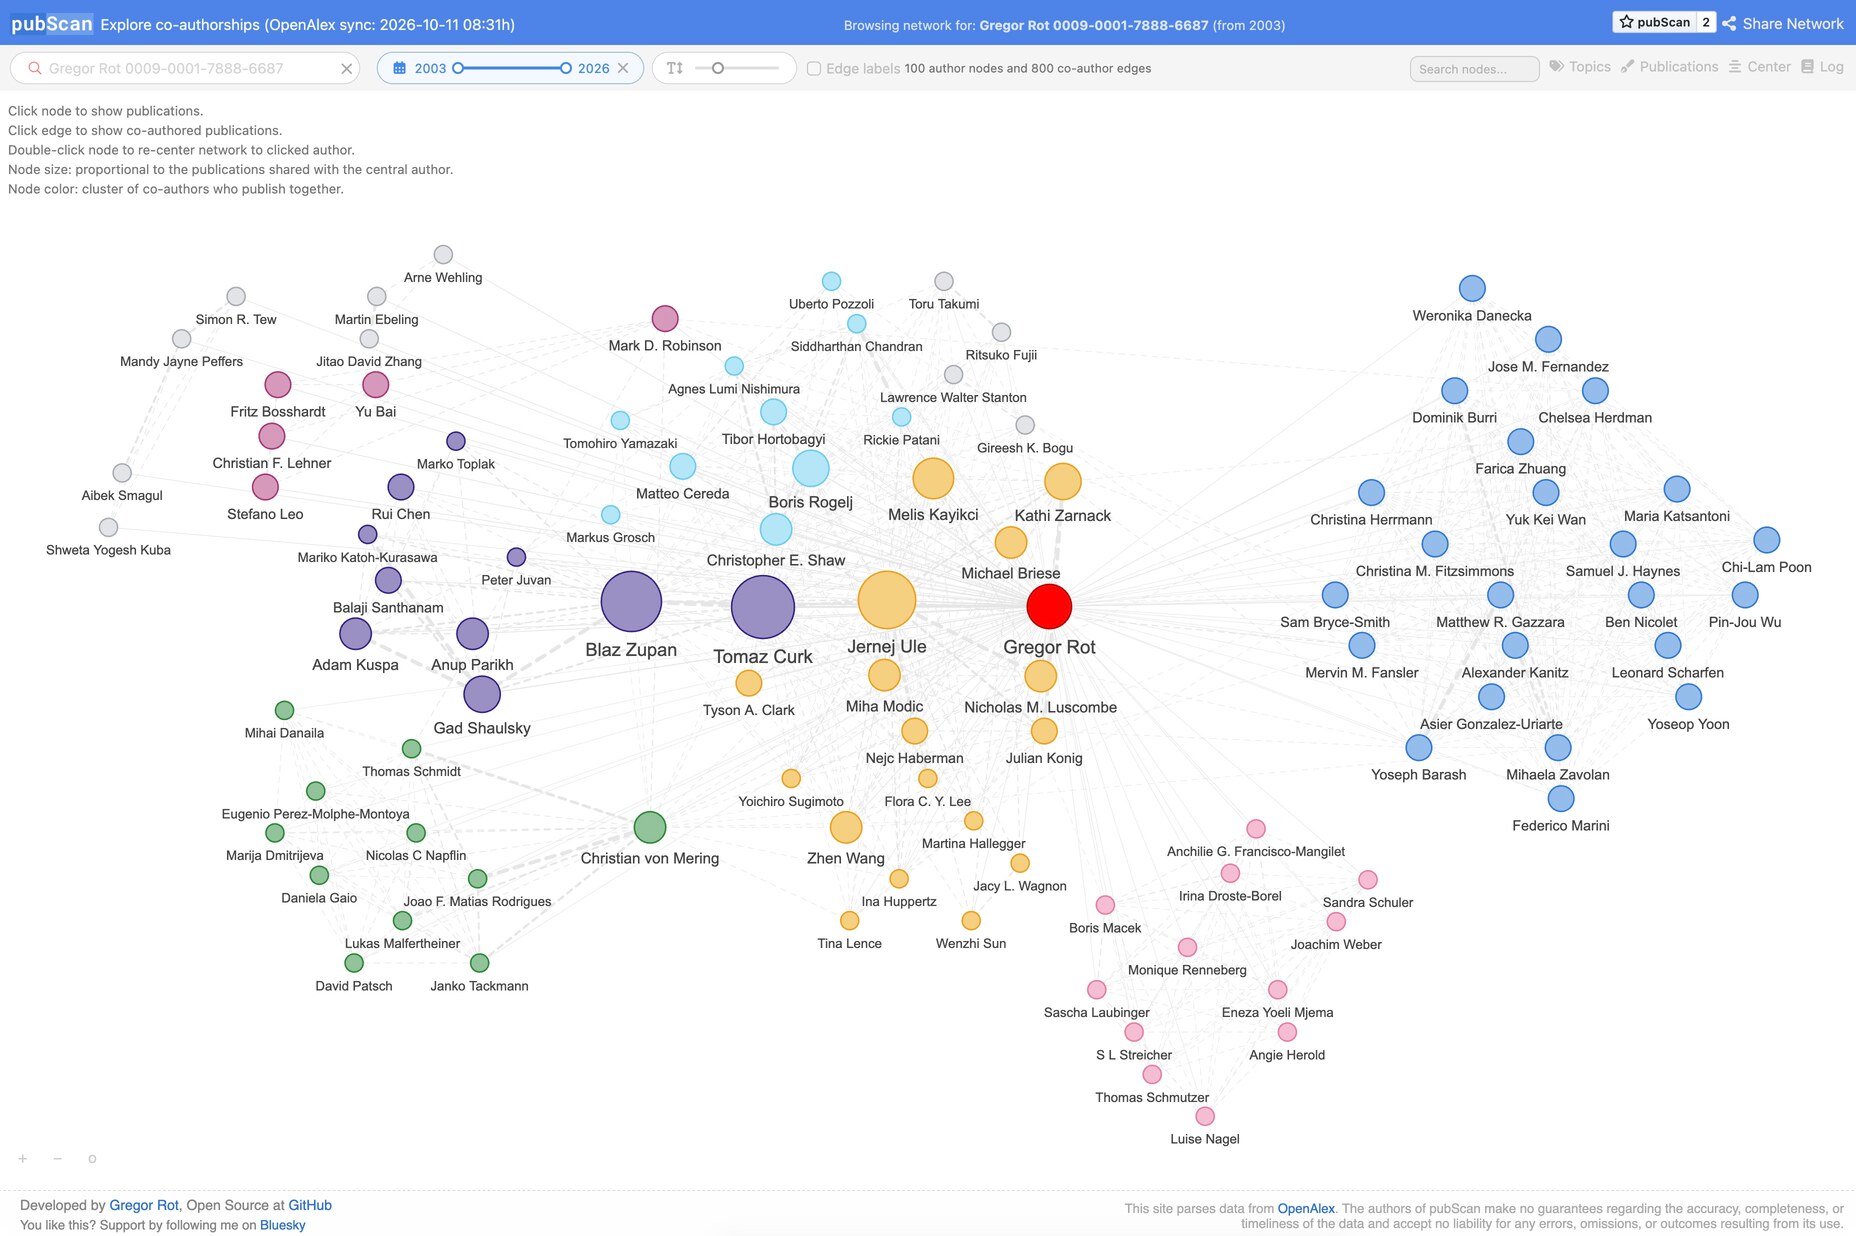 pubScan Explore co-authorships (OpenAlex sync: 2026-10-11 08:31h)
Browsing network for: Gregor Rot 0009-0001-7888-6687 (from 2003)
pubScan 2 Share Network
Gregor Rot 0009-0001-7888-6687
2003 2026
Edge labels 100 author nodes and 800 co-author edges
Search nodes...
Topics Publications Center Log
Click node to show publications.
Click edge to show co-authored publications.
Double-click node to re-center network to clicked author.
Node size: proportional to the publications shared with the central author.
Node color: cluster of co-authors who publish together.
Arne Wehling
Simon R. Tew
Martin Ebeling
Mandy Jayne Peffers
Jitao David Zhang
Fritz Bosshardt
Yu Bai
Christian F. Lehner
Marko Toplak
Aibek Smagul
Stefano Leo
Rui Chen
Shweta Yogesh Kuba
Mariko Katoh-Kurasawa
Peter Juvan
Balaji Santhanam
Adam Kuspa
Anup Parikh
Gad Shaulsky
Uberto Pozzoli
Toru Takumi
Mark D. Robinson
Siddharthan Chandran
Ritsuko Fujii
Agnes Lumi Nishimura
Lawrence Walter Stanton
Tomohiro Yamazaki
Tibor Hortobagyi
Rickie Patani
Gireesh K. Bogu
Matteo Cereda
Boris Rogelj
Melis Kayikci
Kathi Zarnack
Markus Grosch
Christopher E. Shaw
Michael Briese
Blaz Zupan
Tomaz Curk
Jernej Ule
Gregor Rot
Tyson A. Clark
Miha Modic
Nicholas M. Luscombe
Nejc Haberman
Julian Konig
Yoichiro Sugimoto
Flora C. Y. Lee
Zhen Wang
Martina Hallegger
Ina Huppertz
Jacy L. Wagnon
Tina Lence
Wenzhi Sun
Mihai Danaila
Thomas Schmidt
Eugenio Perez-Molphe-Montoya
Marija Dmitrijeva
Nicolas C Napflin
Christian von Mering
Daniela Gaio
Joao F. Matias Rodrigues
Lukas Malfertheiner
David Patsch
Janko Tackmann
Weronika Danecka
Jose M. Fernandez
Dominik Burri
Chelsea Herdman
Farica Zhuang
Christina Herrmann
Yuk Kei Wan
Maria Katsantoni
Christina M. Fitzsimmons
Samuel J. Haynes
Chi-Lam Poon
Sam Bryce-Smith
Matthew R. Gazzara
Ben Nicolet
Pin-Jou Wu
Mervin M. Fansler
Alexander Kanitz
Leonard Scharfen
Asier Gonzalez-Uriarte
Yoseop Yoon
Yoseph Barash
Mihaela Zavolan
Federico Marini
Anchilie G. Francisco-Mangilet
Irina Droste-Borel
Sandra Schuler
Boris Macek
Joachim Weber
Monique Renneberg
Sascha Laubinger
Eneza Yoeli Mjema
S L Streicher
Angie Herold
Thomas Schmutzer
Luise Nagel
Developed by Gregor Rot, Open Source at GitHub
You like this? Support by following me on Bluesky
This site parses data from OpenAlex. The authors of pubScan make no guarantees regarding the accuracy, completeness, or
timeliness of the data and accept no liability for any errors, omissions, or outcomes resulting from its use.